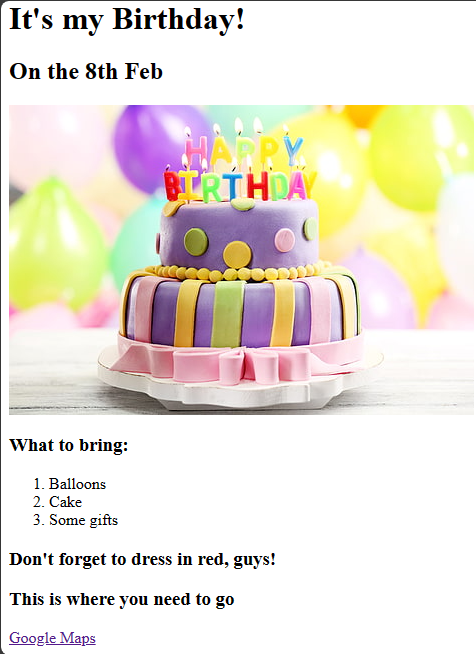 It's my Birthday!
On the 8th Feb
HAPPY
BIRTHDAY
What to bring:
1. Balloons
2. Cake
3. Some gifts
Don't forget to dress in red, guys!
This is where you need to go
Google Maps